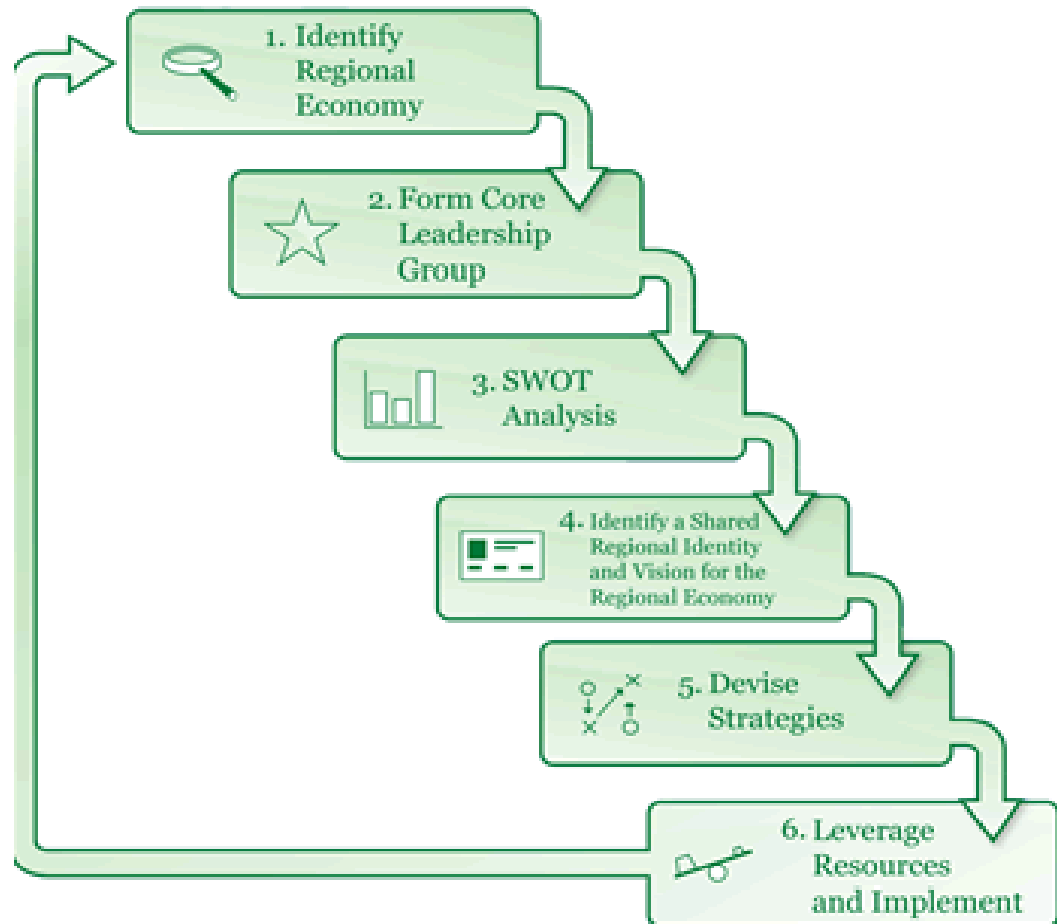 1. Identify
Regional
Economy
2. Form Core
Leadership
Group
3. SWOT
Analysis
4. Identify a Shared
Regional Identity
and Vision for the
Regional Economy
5. Devise
Strategies
6. Leverage
Resources
and Implement